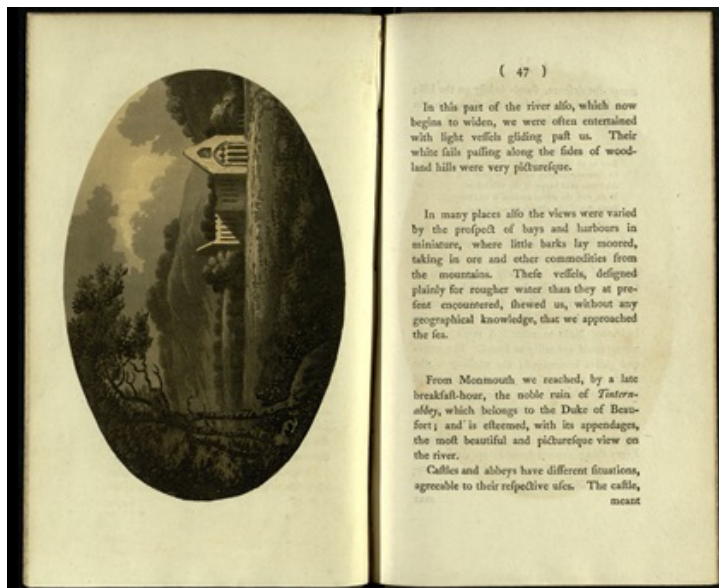 ( 47 )
In this part of the river alſo, which now
begins to widen, we were often entertained
with light veſſels gliding paſt us. Their
white ſails paſſing along the ſides of wood-
land hills were very pictureſque.
In many places alſo the views were varied
by the proſpect of bays and harbours in
miniature, where little barks lay moored,
taking in ore and other commodities from
the mountains. Theſe veſſels, deſigned
plainly for rougher water than they at pre-
ſent encountered, ſhewed us, without any
geographical knowledge, that we approached
the ſea.
From Monmouth we reached, by a late
breakfaſt-hour, the noble ruin of Tintern-
abbey, which belongs to the Duke of Beau-
fort; and is eſteemed, with its appendages,
the moſt beautiful and pictureſque view on
the river.
Caſtles and abbeys have different ſituations,
agreeable to their reſpective uſes. The caſtle,
meant